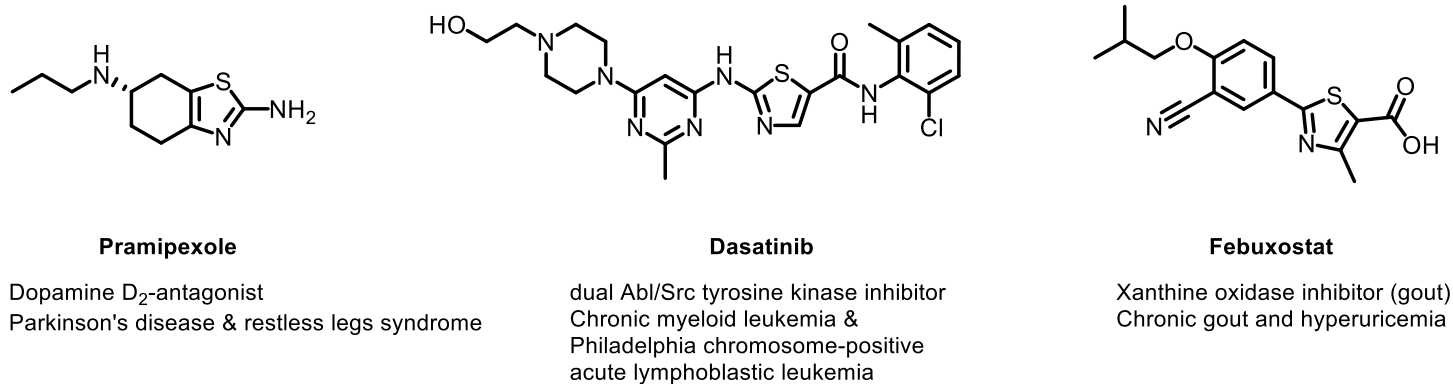 HO
H
N
S
N
NH2
N
N
N
N
H
N
S
N
O
N
H
Cl
O
N
S
N
O
OH
Pramipexole
Dopamine D2-antagonist
Parkinson's disease & restless legs syndrome
Dasatinib
dual Abl/Src tyrosine kinase inhibitor
Chronic myeloid leukemia &
Philadelphia chromosome-positive
acute lymphoblastic leukemia
Febuxostat
Xanthine oxidase inhibitor (gout)
Chronic gout and hyperuricemia